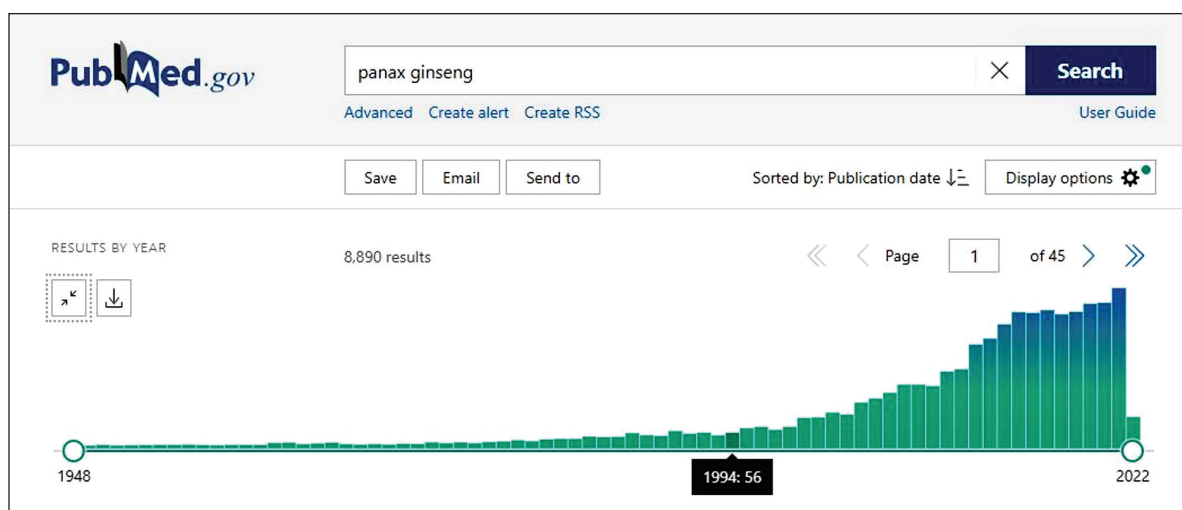 PubMed.gov
panax ginseng
Search
Advanced Create alert Create RSS
User Guide
Save Email Send to
Sorted by: Publication date
Display options
RESULTS BY YEAR
8,890 results
Page 1 of 45
1994: 56
1948
2022